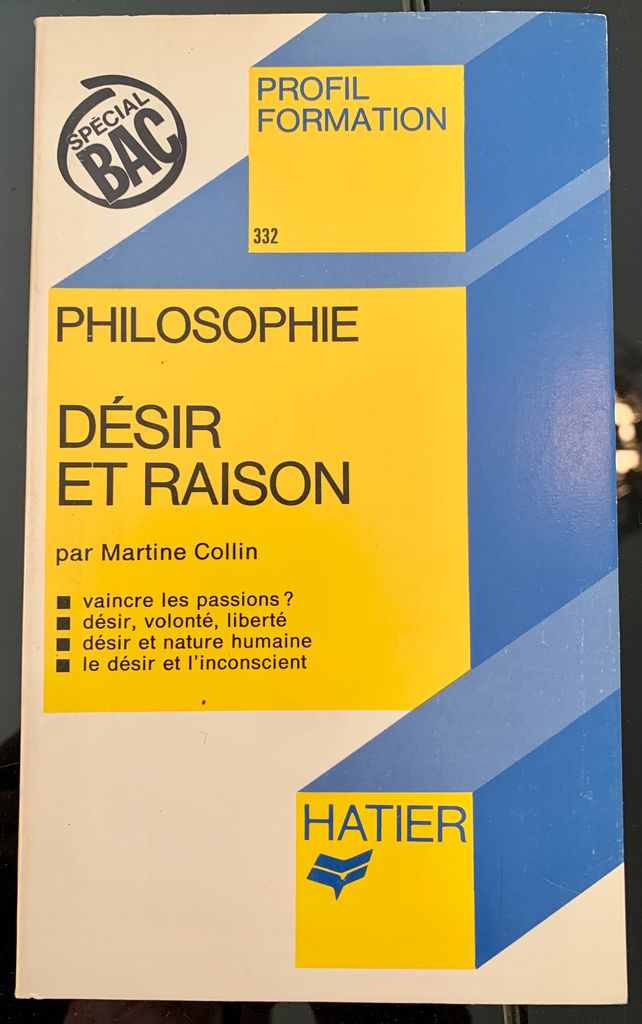 SPÉCIAL
BAC
PROFIL
FORMATION
332
PHILOSOPHIE
DÉSIR
ET RAISON
par Martine Collin
■ vaincre les passions ?
■ désir, volonté, liberté
■ désir et nature humaine
■ le désir et l'inconscient
HATIER